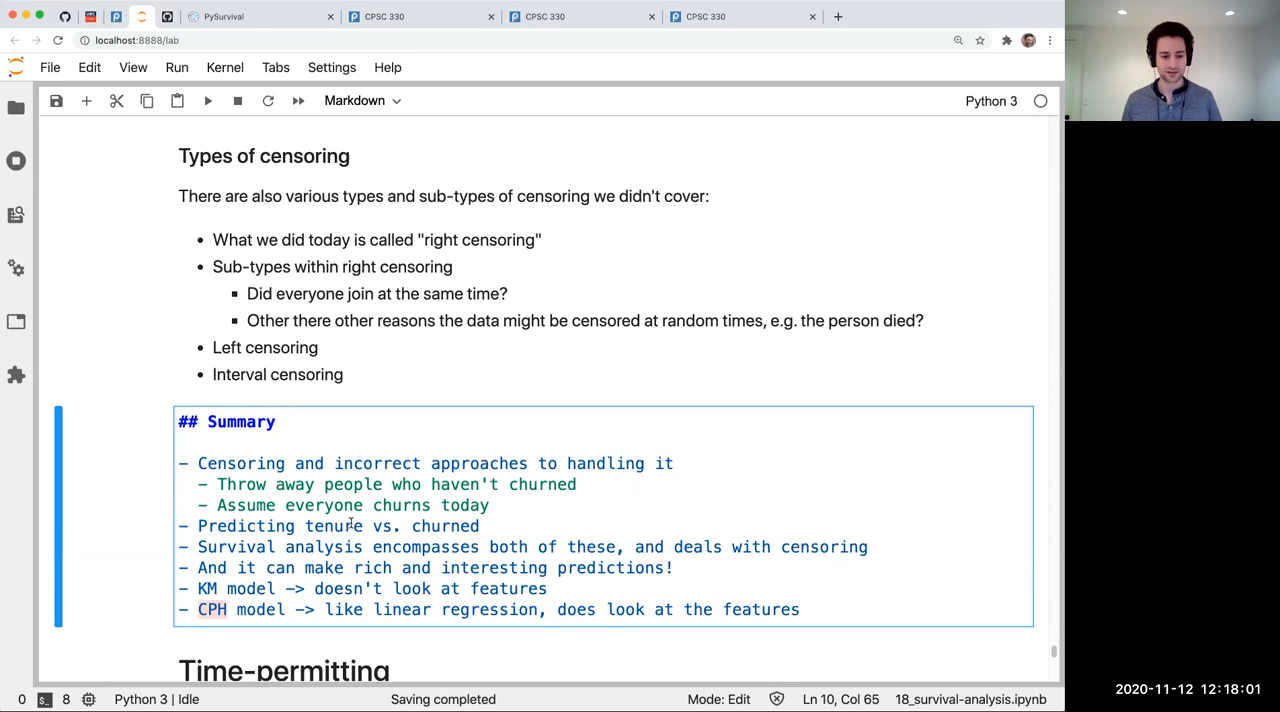 PySurvival
CPSC 330
CPSC 330
CPSC 330
localhost:8888/lab
File Edit View Run Kernel Tabs Settings Help
Markdown
Python 3
Types of censoring
There are also various types and sub-types of censoring we didn't cover:
• What we did today is called "right censoring"
• Sub-types within right censoring
▪ Did everyone join at the same time?
▪ Other there other reasons the data might be censored at random times, e.g. the person died?
• Left censoring
• Interval censoring
## Summary
- Censoring and incorrect approaches to handling it
- Throw away people who haven't churned
- Assume everyone churns today
- Predicting tenure vs. churned
- Survival analysis encompasses both of these, and deals with censoring
- And it can make rich and interesting predictions!
- KM model -> doesn't look at features
- CPH model -> like linear regression, does look at the features
Time-permitting
0 8 Python 3 | Idle Saving completed Mode: Edit Ln 10, Col 65 18_survival-analysis.ipynb
2020-11-12 12:18:01